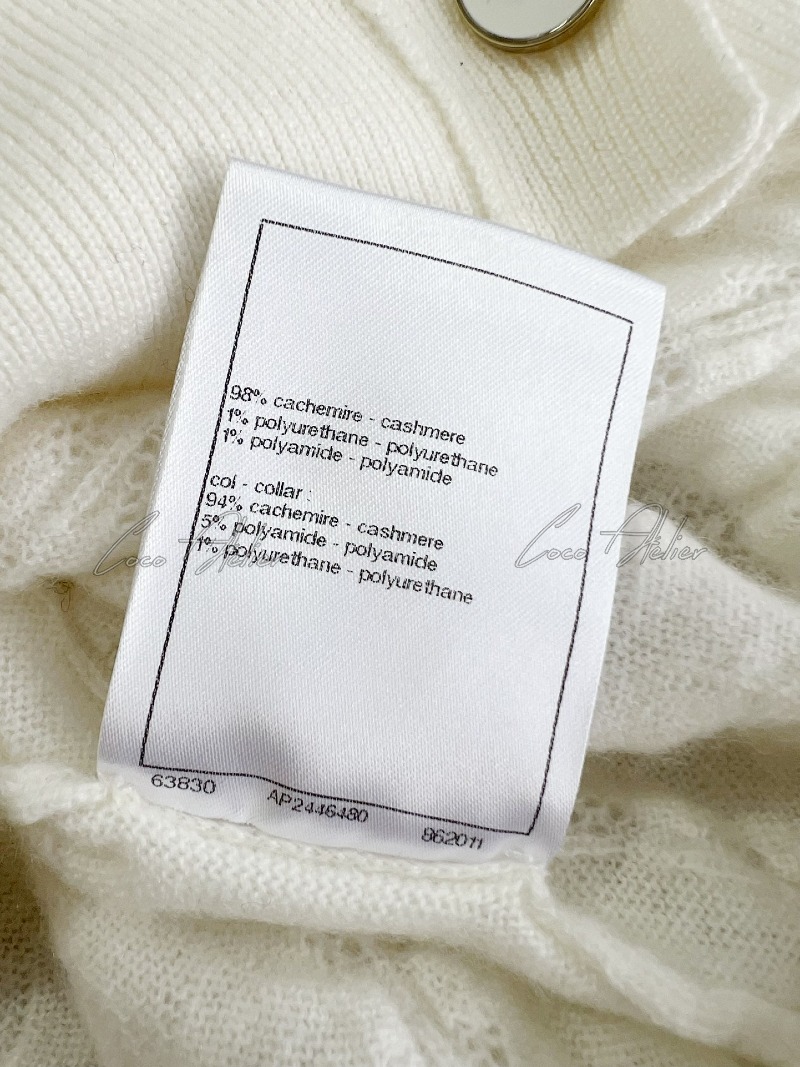 98% cachemire - cashmere
1% polyurethane - polyurethane
1% polyamide - polyamide
col - collar :
94% cachemire - cashmere
5% polyamide - polyamide
1% polyurethane - polyurethane
Coco Atelier
Coco Atelier
63830 AP2446480 862011